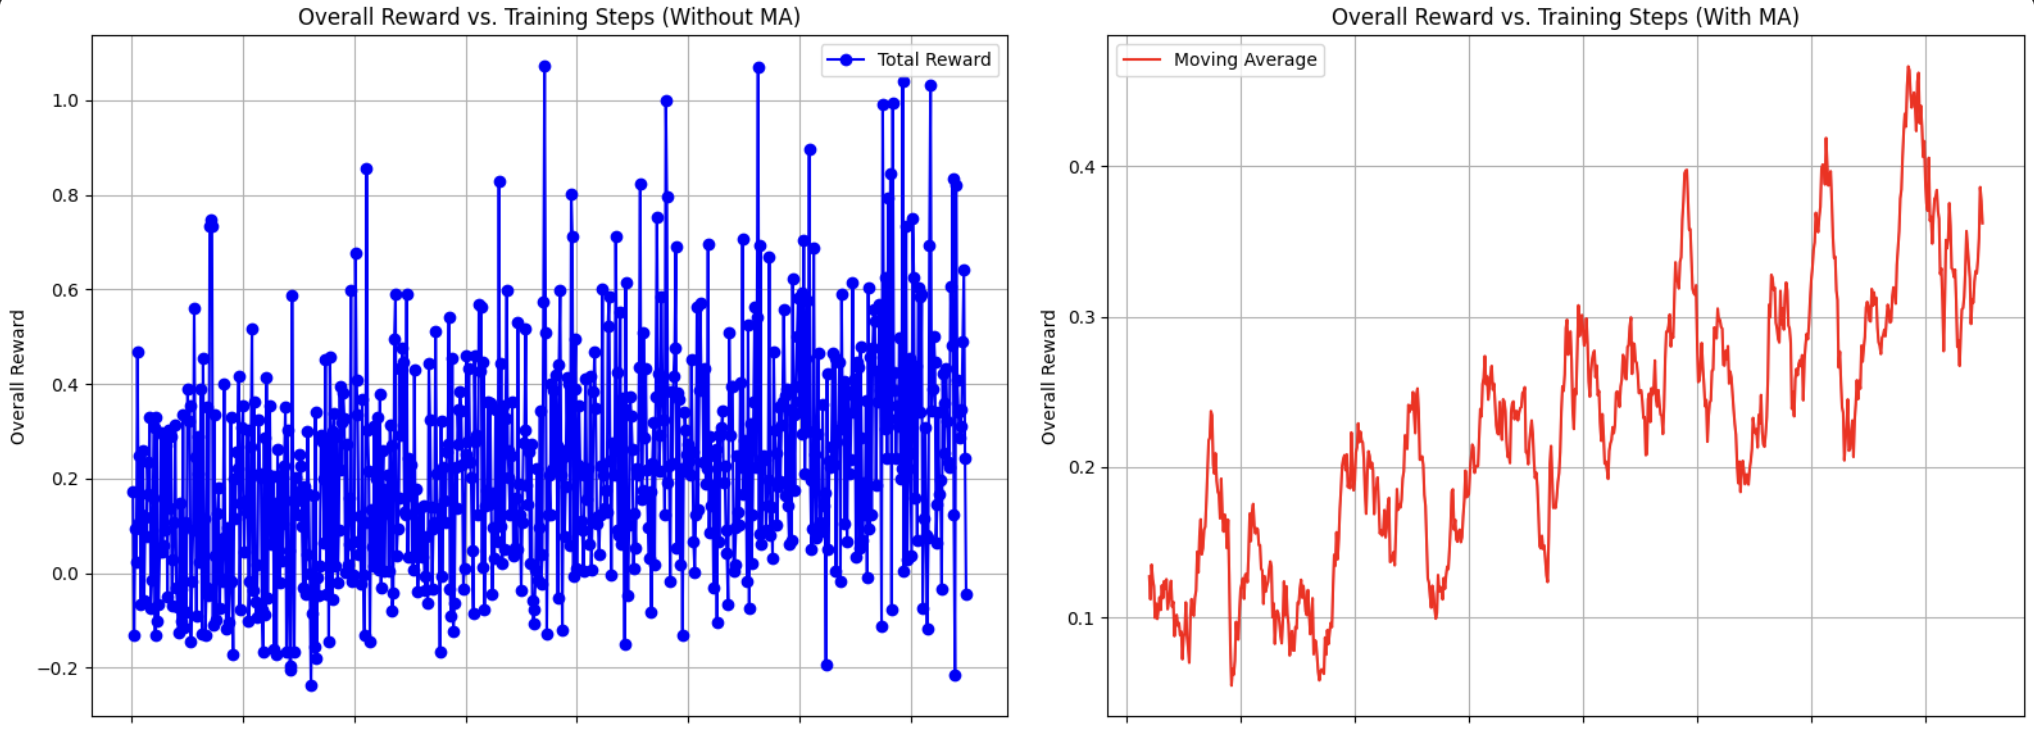 Overall Reward vs. Training Steps (Without MA)
Total Reward
1.0
0.8
0.6
0.4
0.2
0.0
−0.2
Overall Reward
Overall Reward vs. Training Steps (With MA)
Moving Average
0.4
0.3
0.2
0.1
Overall Reward